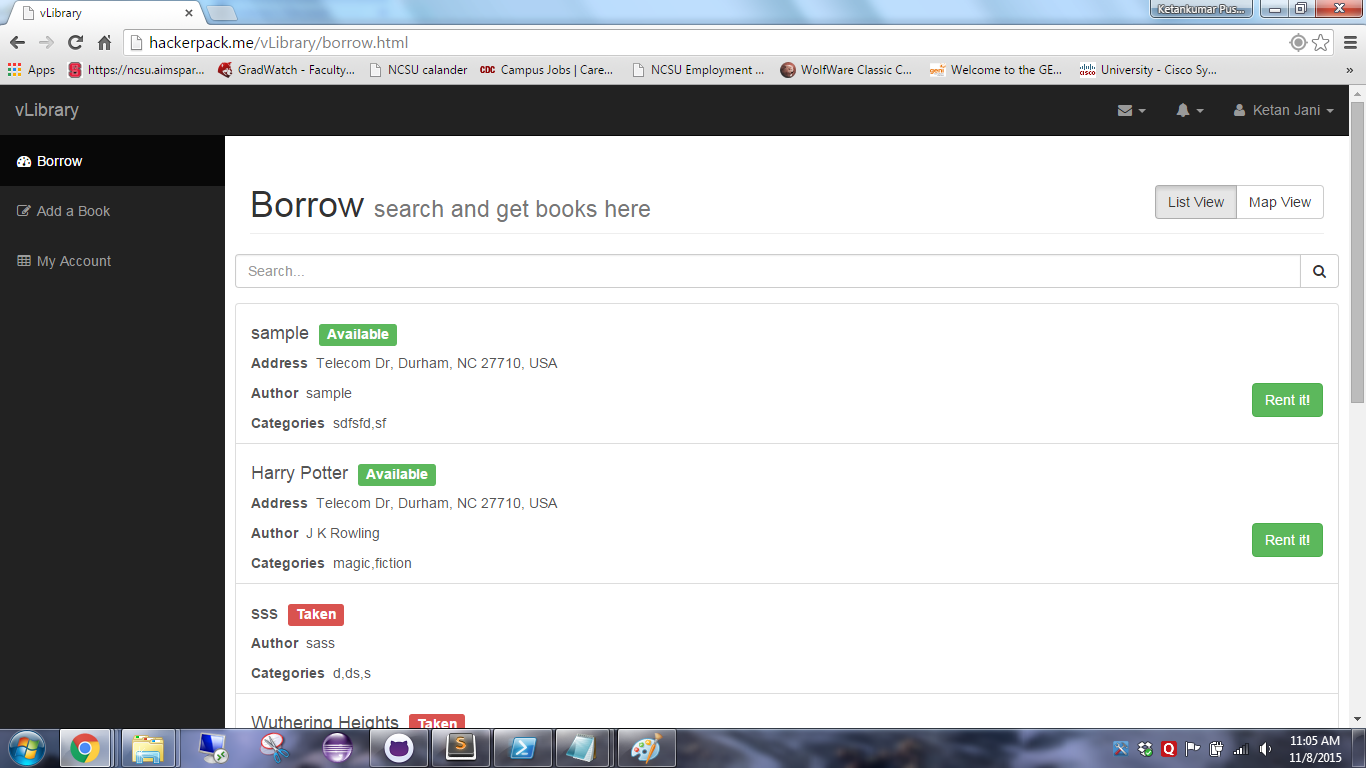 vLibrary
Ketankumar Pus...
hackerpack.me/vLibrary/borrow.html
Apps https://ncsu.aimspar... GradWatch - Faculty... NCSU calander CDC Campus Jobs | Care... NCSU Employment ... WolfWare Classic C... Welcome to the GE... University - Cisco Sy... »
vLibrary Ketan Jani
Borrow
Add a Book
My Account
Borrow search and get books here
List View Map View
Search...
sample Available
Address Telecom Dr, Durham, NC 27710, USA
Author sample
Rent it!
Categories sdfsfd,sf
Harry Potter Available
Address Telecom Dr, Durham, NC 27710, USA
Author J K Rowling
Rent it!
Categories magic,fiction
sss Taken
Author sass
Categories d,ds,s
Wuthering Heights Taken
11:05 AM
11/8/2015